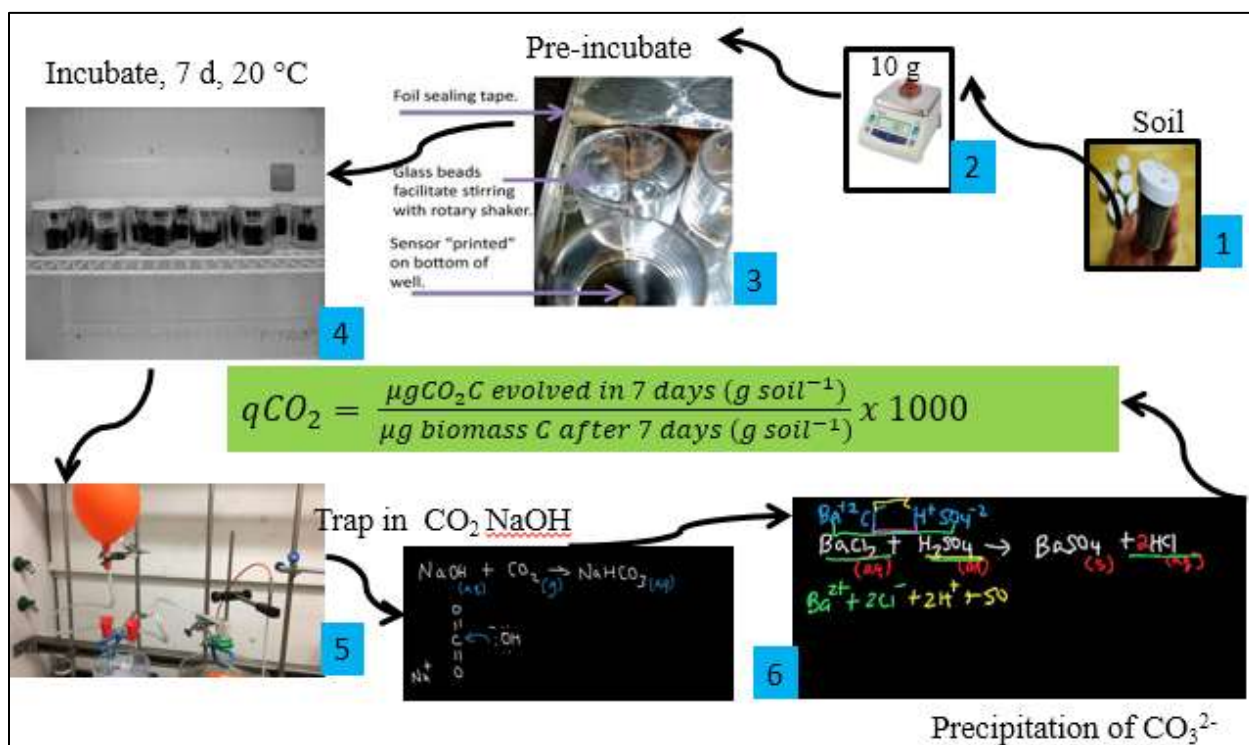 Soil
1
10 g
2
Pre-incubate
Foil sealing tape.
Glass beads
facilitate stirring
with rotary shaker.
Sensor "printed"
on bottom of
well.
3
Incubate, 7 d, 20 °C
4
qCO₂ = µgCO₂C evolved in 7 days (g soil⁻¹) / µg biomass C after 7 days (g soil⁻¹) x 1000
5
Trap in CO₂ NaOH
NaOH + CO₂ → NaHCO₃
(aq) (g) (aq)
O
C :OH
Na⁺ O
Ba⁺² C H⁺ SO₄⁻²
BaCl₂ + H₂SO₄ → BaSO₄ + 2HCl
(aq) (aq) (s) (aq)
Ba²⁺ + 2Cl⁻ + 2H⁺ + SO
6
Precipitation of CO₃²⁻